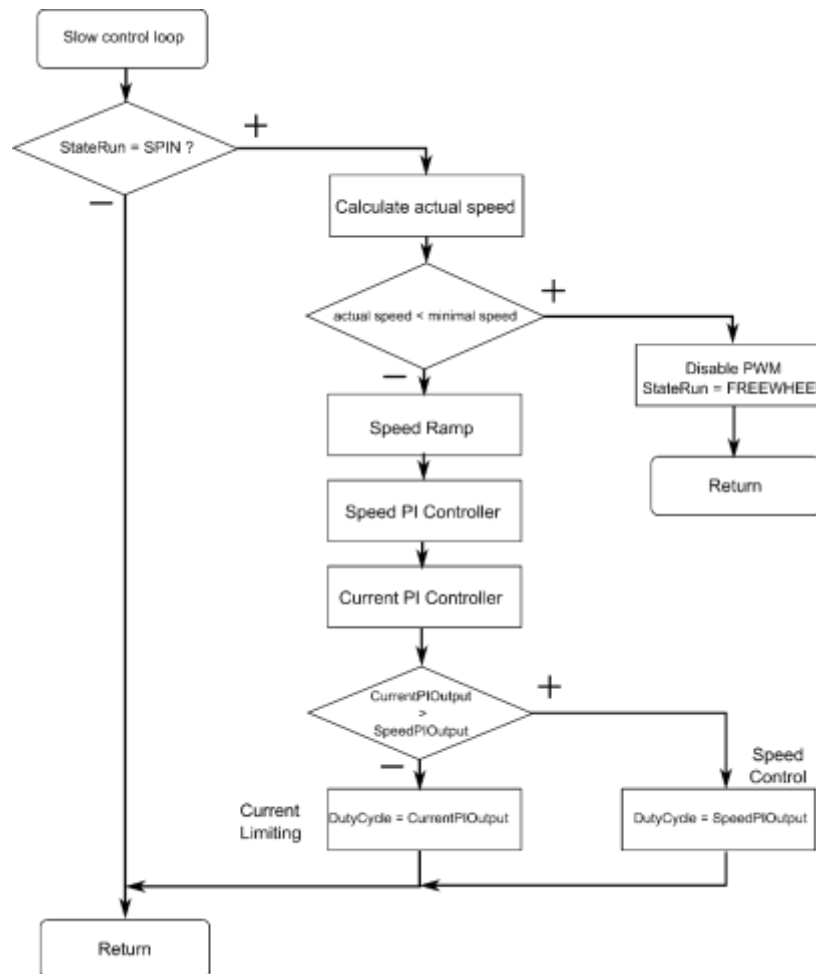 Slow control loop
StateRun = SPIN ?
+
−
Calculate actual speed
actual speed < minimal speed
+
−
Disable PWM
StateRun = FREEWHEE
Return
Speed Ramp
Speed PI Controller
Current PI Controller
CurrentPIOutput
>
SpeedPIOutput
+
−
Speed
Control
Current
Limiting
DutyCycle = CurrentPIOutput
DutyCycle = SpeedPIOutput
Return